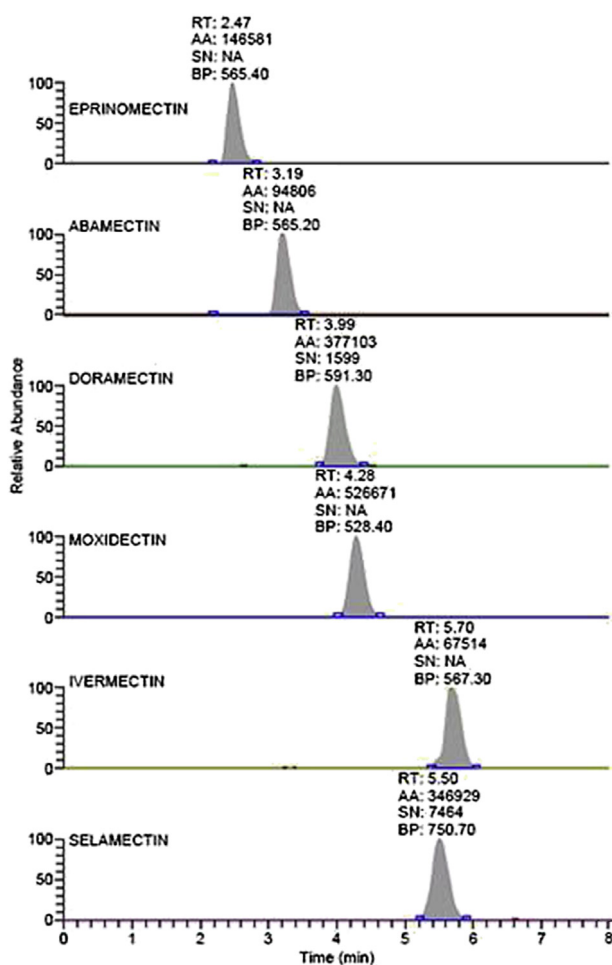 RT: 2.47
AA: 146581
SN: NA
BP: 565.40
100
50
0
EPRINOMECTIN
RT: 3.19
AA: 94806
SN: NA
BP: 565.20
100
50
0
ABAMECTIN
RT: 3.99
AA: 377103
SN: 1599
BP: 591.30
100
50
0
DORAMECTIN
RT: 4.28
AA: 526671
SN: NA
BP: 528.40
100
50
0
MOXIDECTIN
RT: 5.70
AA: 67514
SN: NA
BP: 567.30
100
50
0
IVERMECTIN
RT: 5.50
AA: 346929
SN: 7464
BP: 750.70
100
50
0
SELAMECTIN
Relative Abundance
0 1 2 3 4 5 6 7 8
Time (min)